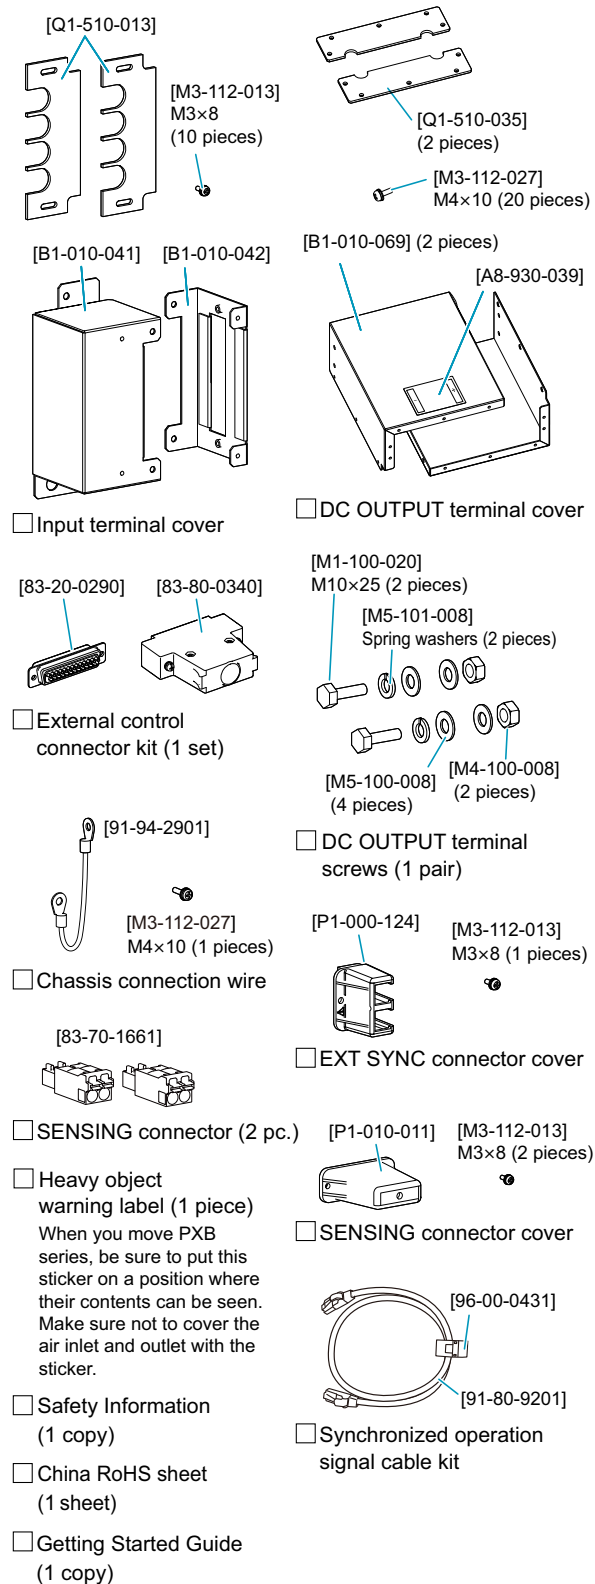 [Q1-510-013]
[M3-112-013]
M3×8
(10 pieces)
[B1-010-041]
[B1-010-042]
Input terminal cover
[83-20-0290]
[83-80-0340]
External control
connector kit (1 set)
[91-94-2901]
[M3-112-027]
M4×10 (1 pieces)
Chassis connection wire
[83-70-1661]
SENSING connector (2 pc.)
Heavy object
warning label (1 piece)
When you move PXB
series, be sure to put this
sticker on a position where
their contents can be seen.
Make sure not to cover the
air inlet and outlet with the
sticker.
Safety Information
(1 copy)
China RoHS sheet
(1 sheet)
Getting Started Guide
(1 copy)
[Q1-510-035]
(2 pieces)
[M3-112-027]
M4×10 (20 pieces)
[B1-010-069] (2 pieces)
[A8-930-039]
DC OUTPUT terminal cover
[M1-100-020]
M10×25 (2 pieces)
[M5-101-008]
Spring washers (2 pieces)
[M5-100-008]
(4 pieces)
[M4-100-008]
(2 pieces)
DC OUTPUT terminal
screws (1 pair)
[P1-000-124]
[M3-112-013]
M3×8 (1 pieces)
EXT SYNC connector cover
[P1-010-011]
[M3-112-013]
M3×8 (2 pieces)
SENSING connector cover
[96-00-0431]
[91-80-9201]
Synchronized operation
signal cable kit